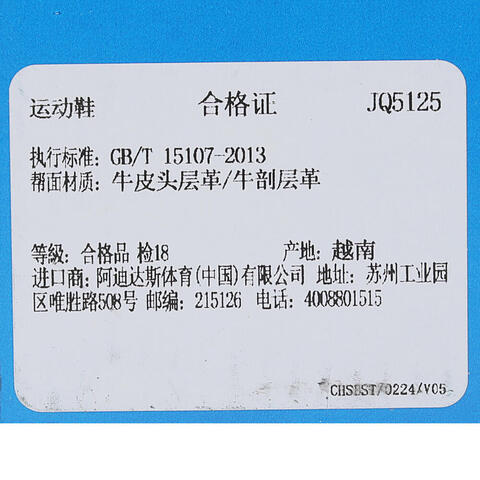 运动鞋 合格证 JQ5125
执行标准: GB/T 15107-2013
帮面材质: 牛皮头层革/牛剖层革
等级: 合格品 检18 产地: 越南
进口商: 阿迪达斯体育(中国)有限公司 地址: 苏州工业园
区唯胜路508号 邮编: 215126 电话: 4008801515
CHSBST/0224/V05